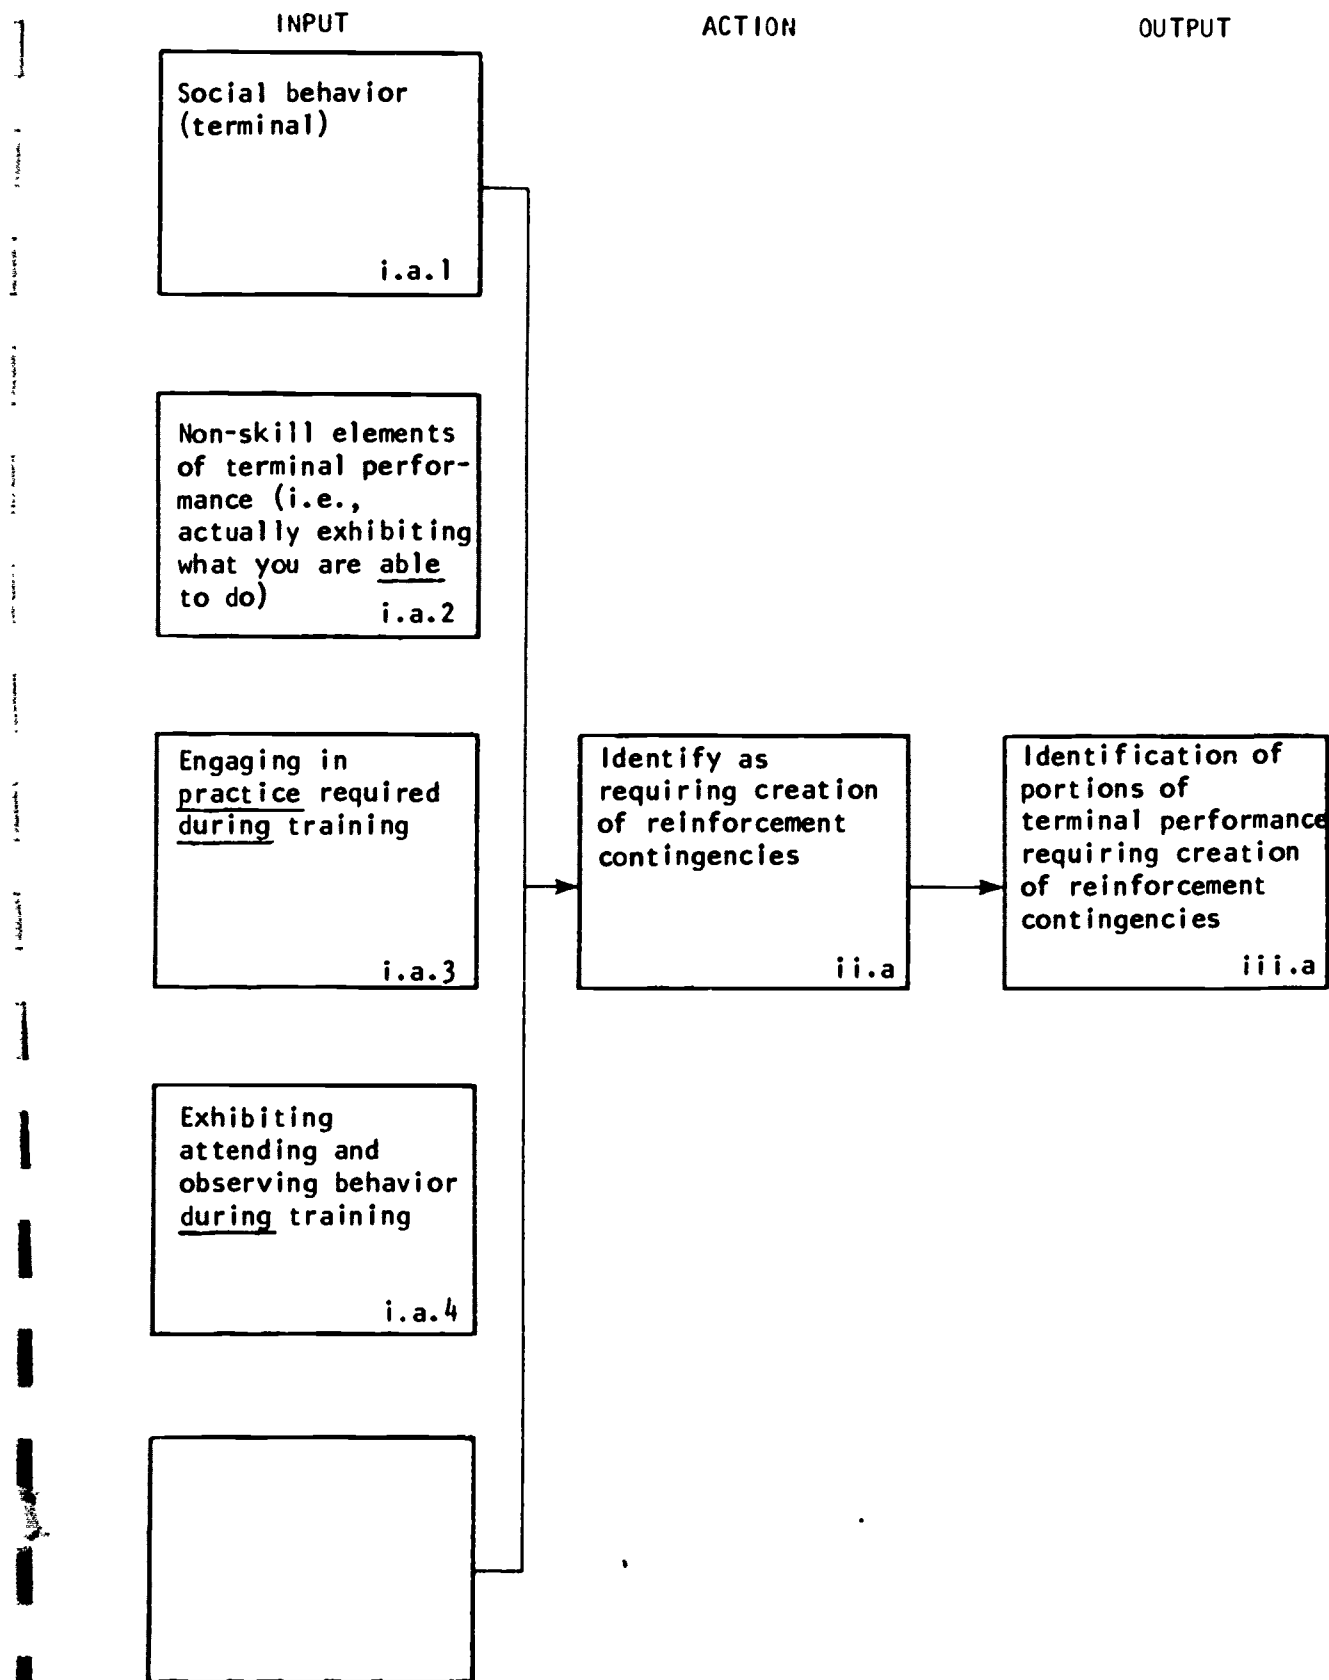 INPUT
ACTION
OUTPUT
Social behavior
(terminal)
i.a.1
Non-skill elements
of terminal perfor-
mance (i.e.,
actually exhibiting
what you are able
to do)
i.a.2
Engaging in
practice required
during training
i.a.3
Identify as
requiring creation
of reinforcement
contingencies
ii.a
Identification of
portions of
terminal performance
requiring creation
of reinforcement
contingencies
iii.a
Exhibiting
attending and
observing behavior
during training
i.a.4